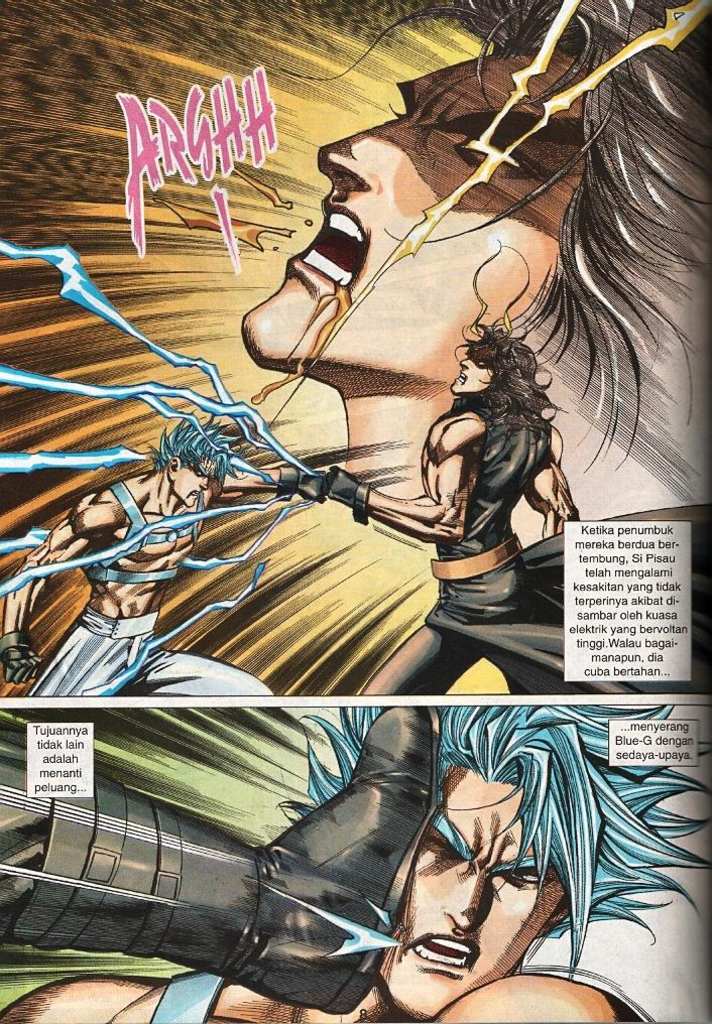 ARGHH
!
Ketika penumbuk
mereka berdua ber-
tembung, Si Pisau
telah mengalami
kesakitan yang tidak
terperinya akibat di-
sambar oleh kuasa
elektrik yang bervoltan
tinggi.Walau bagai-
manapun, dia
cuba bertahan...
Tujuannya
tidak lain
adalah
menanti
peluang...
...menyerang
Blue-G dengan
sedaya-upaya.
8